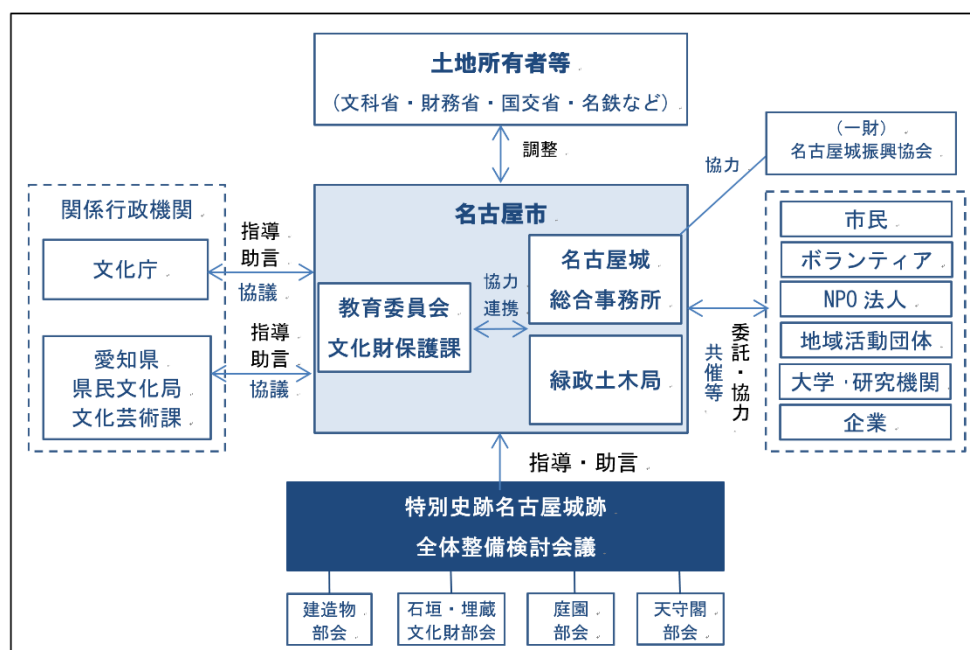 土地所有者等
（文科省・財務省・国交省・名鉄など）
調整
（一財）
名古屋城振興協会
協力
関係行政機関
文化庁
愛知県
県民文化局
文化芸術課
指導
助言
協議
指導
助言
協議
名古屋市
教育委員会
文化財保護課
協力
連携
名古屋城
総合事務所
緑政土木局
委託・協力
共催等
市民
ボランティア
NPO法人
地域活動団体
大学・研究機関
企業
指導・助言
特別史跡名古屋城跡
全体整備検討会議
建造物
部会
石垣・埋蔵
文化財部会
庭園
部会
天守閣
部会